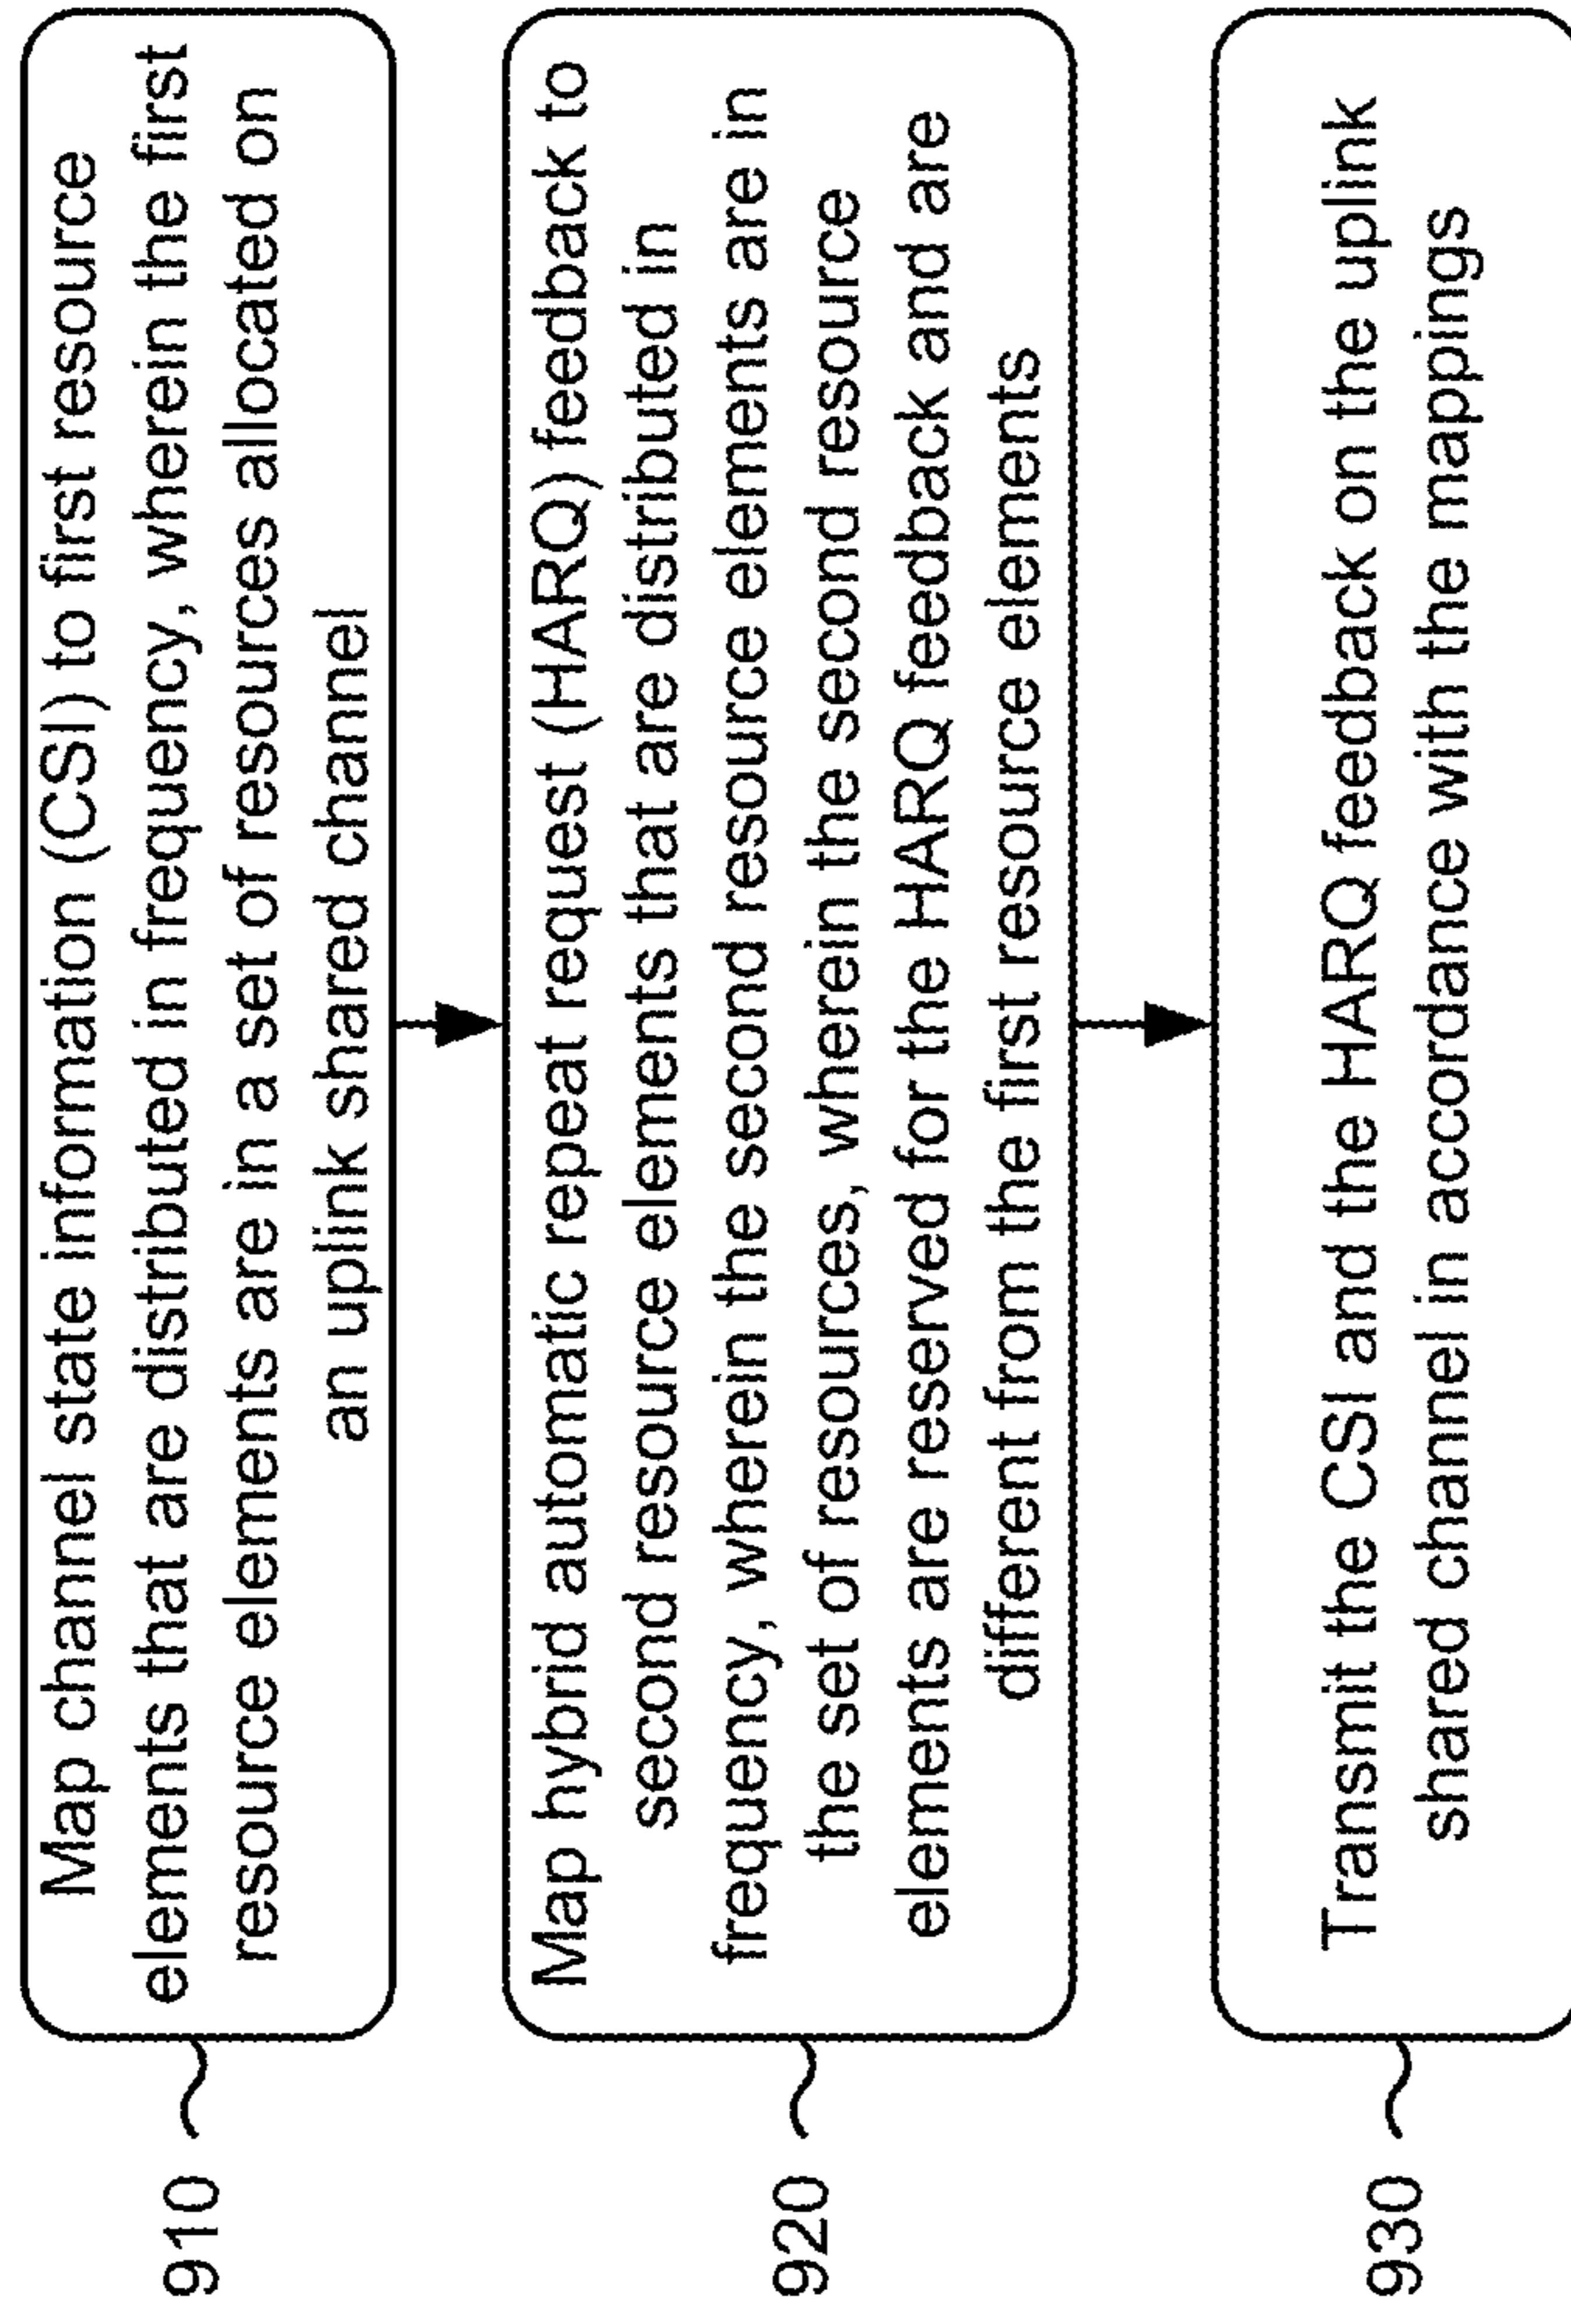 910
Map channel state information (CSI) to first resource
elements that are distributed in frequency, wherein the first
resource elements are in a set of resources allocated on
an uplink shared channel
920
Map hybrid automatic repeat request (HARQ) feedback to
second resource elements that are distributed in
frequency, wherein the second resource elements are in
the set of resources, wherein the second resource
elements are reserved for the HARQ feedback and are
different from the first resource elements
930
Transmit the CSI and the HARQ feedback on the uplink
shared channel in accordance with the mappings